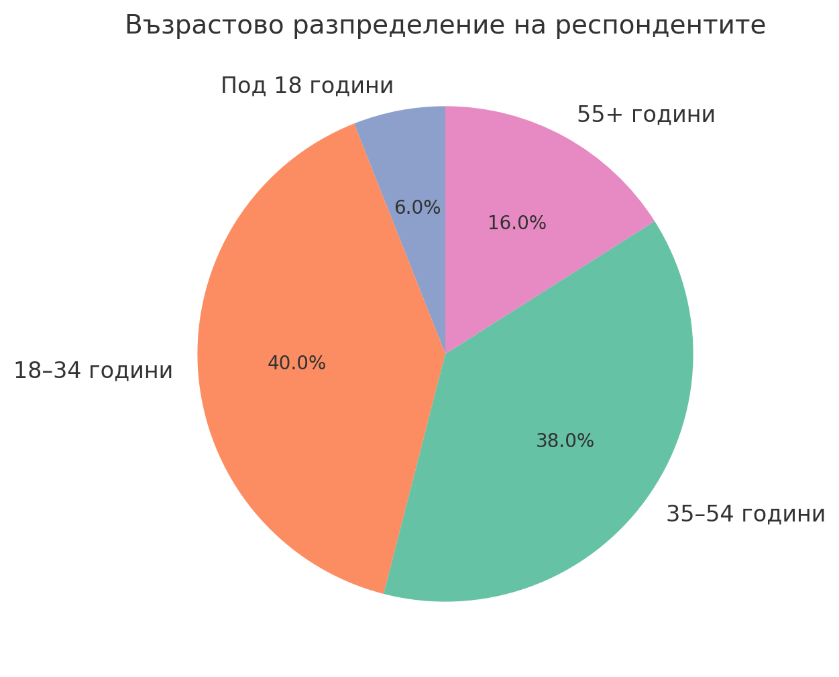 Възрастово разпределение на респондентите
Под 18 години
55+ години
6.0%
16.0%
40.0%
18–34 години
38.0%
35–54 години